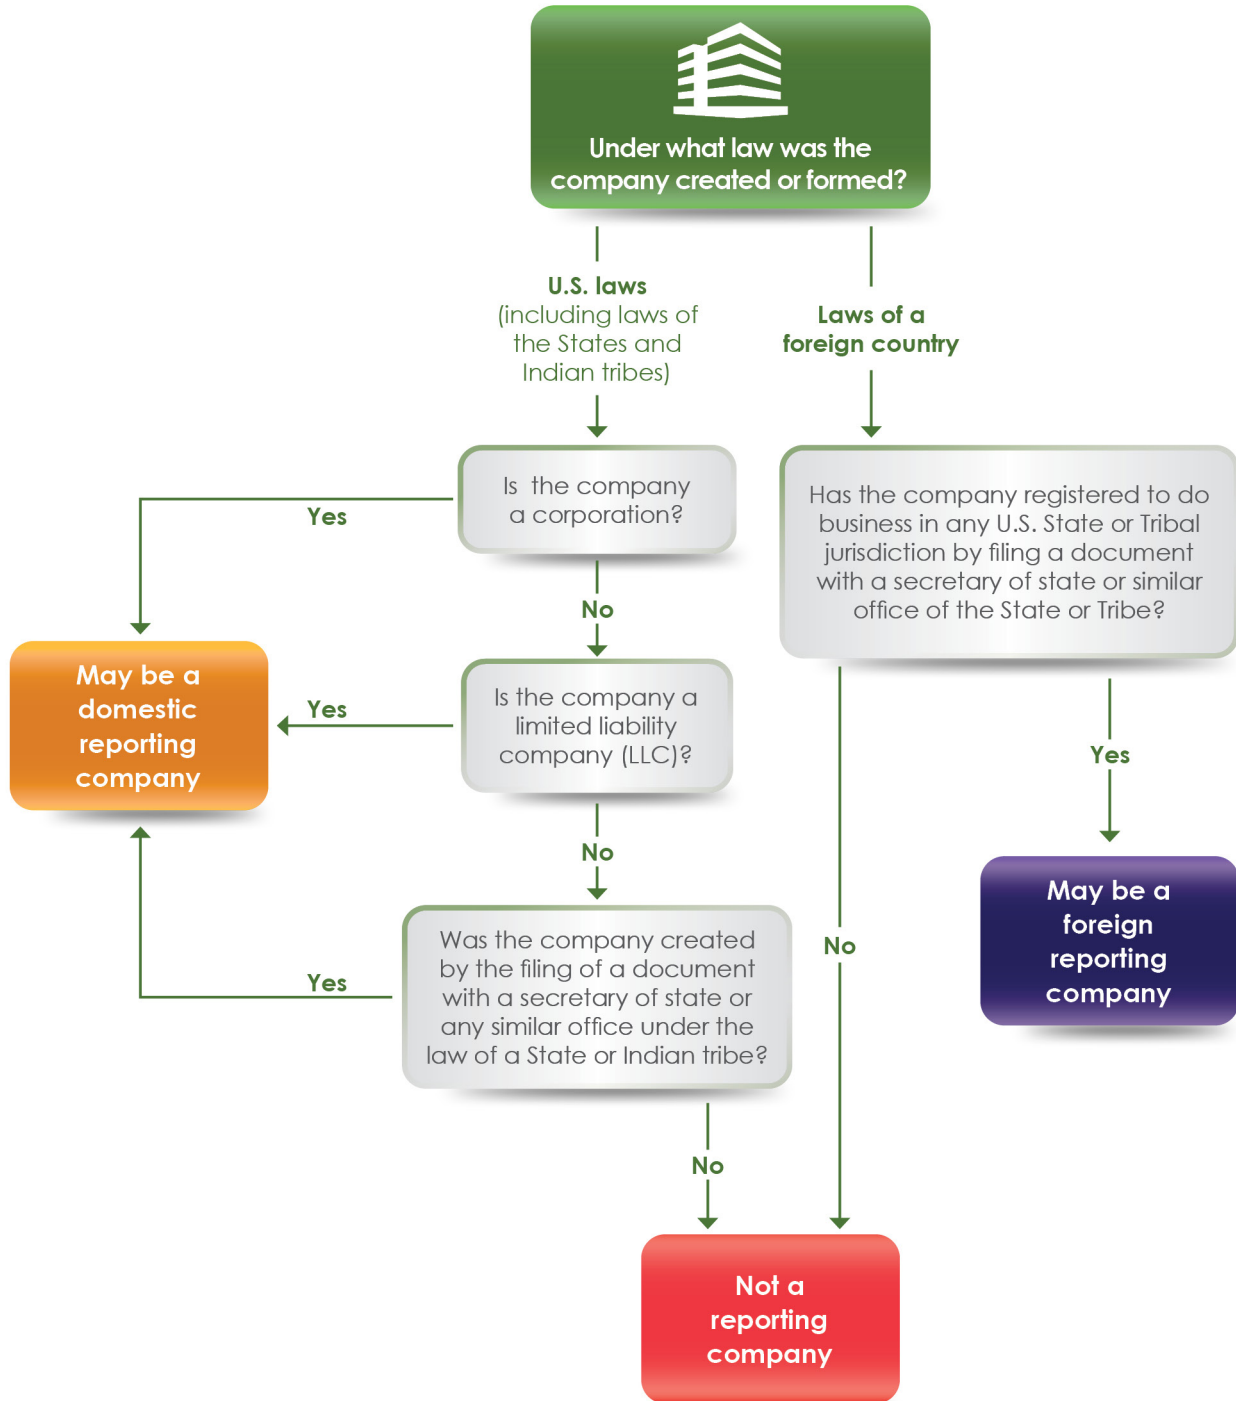 Under what law was the
company created or formed?
U.S. laws
(including laws of
the States and
Indian tribes)
Laws of a
foreign country
Is the company
a corporation?
Has the company registered to do
business in any U.S. State or Tribal
jurisdiction by filing a document
with a secretary of state or similar
office of the State or Tribe?
Yes
No
May be a
domestic
reporting
company
Yes
Is the company a
limited liability
company (LLC)?
Yes
No
May be a
foreign
reporting
company
Was the company created
by the filing of a document
with a secretary of state or
any similar office under the
law of a State or Indian tribe?
Yes
No
No
Not a
reporting
company